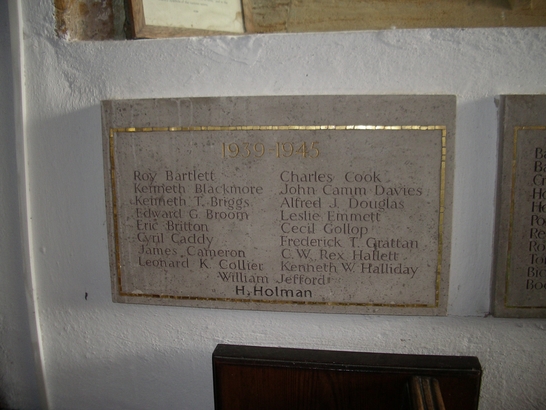 1939-1945
Roy Bartlett
Kenneth Blackmore
Kenneth T. Briggs
Edward G. Broom
Eric Britton
Cyril Caddy
James Cameron
Leonard K. Collier
Charles Cook
John Camm Davies
Alfred J. Douglas
Leslie Emmett
Cecil Gollop
Frederick T. Grattan
C.W. Rex Hallett
Kenneth W. Halliday
William Jefford
H. Holman